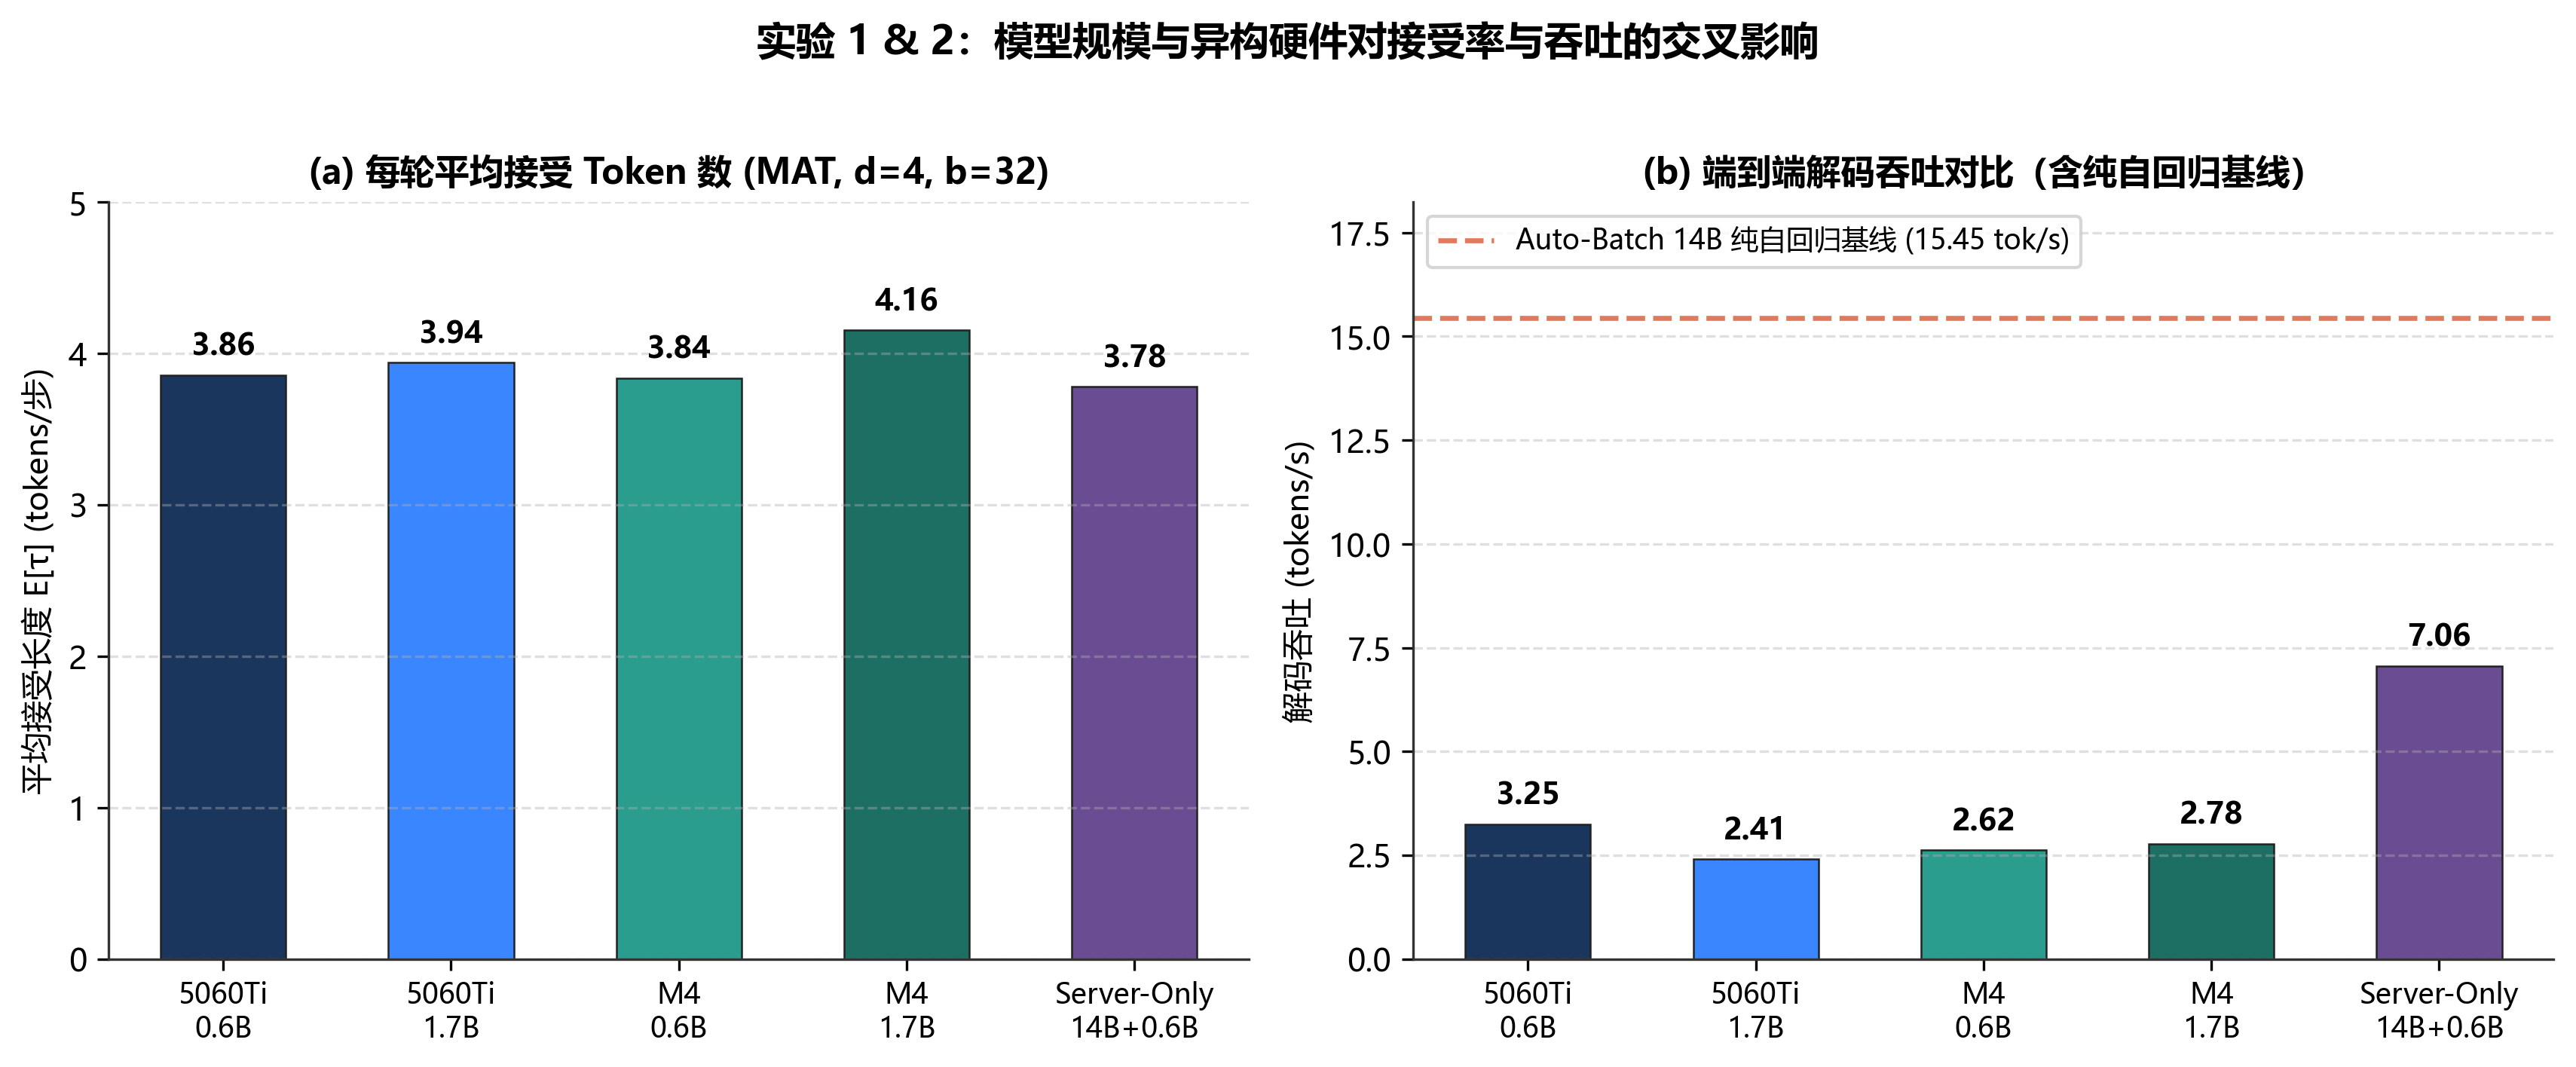 实验 1 & 2：模型规模与异构硬件对接受率与吞吐的交叉影响
(a) 每轮平均接受 Token 数 (MAT, d=4, b=32)
平均接受长度 E[τ] (tokens/步)
5
4
3
2
1
0
3.86
3.94
3.84
4.16
3.78
5060Ti
0.6B
5060Ti
1.7B
M4
0.6B
M4
1.7B
Server-Only
14B+0.6B
(b) 端到端解码吞吐对比（含纯自回归基线）
Auto-Batch 14B 纯自回归基线 (15.45 tok/s)
解码吞吐 (tokens/s)
17.5
15.0
12.5
10.0
7.5
5.0
2.5
0.0
3.25
2.41
2.62
2.78
7.06
5060Ti
0.6B
5060Ti
1.7B
M4
0.6B
M4
1.7B
Server-Only
14B+0.6B